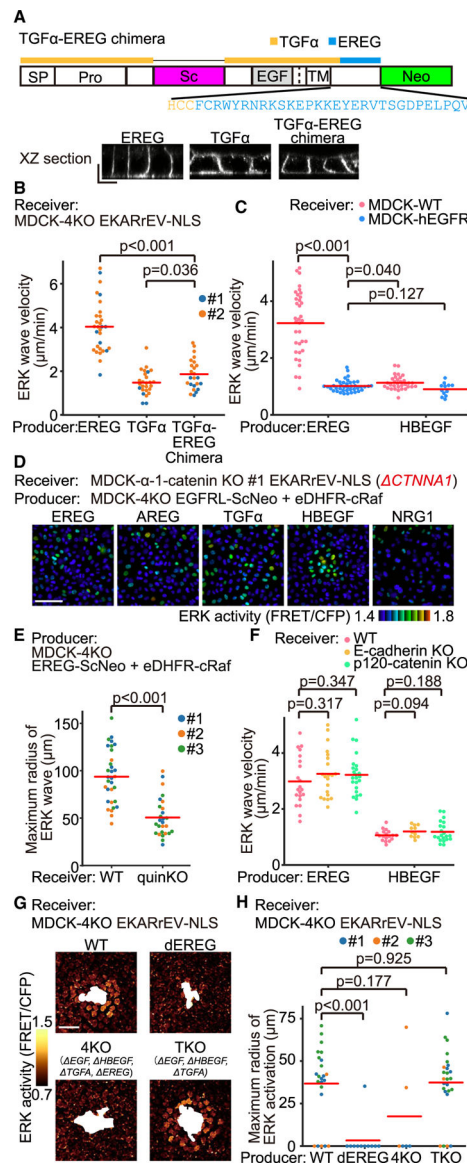 A
TGFα-EREG chimera
TGFα EREG
SP Pro Sc EGF TM Neo
HCCFCRWYRNRKSKEPKKEYERVTSGDPELPQV
EREG TGFα TGFα-EREG chimera
XZ section
B
Receiver:
MDCK-4KO EKARrEV-NLS
p<0.001
p=0.036
#1
#2
ERK wave velocity
(μm/min)
8
6
4
2
0
Producer:EREG TGFα TGFα-EREG Chimera
C
Receiver: MDCK-WT
MDCK-hEGFR
p<0.001
p=0.040
p=0.127
ERK wave velocity
(μm/min)
4
2
0
Producer: EREG HBEGF
D
Receiver: MDCK-α-1-catenin KO #1 EKARrEV-NLS (ΔCTNNA1)
Producer: MDCK-4KO EGFRL-ScNeo + eDHFR-cRaf
EREG AREG TGFα HBEGF NRG1
ERK activity (FRET/CFP) 1.4 1.8
E
Producer:
MDCK-4KO
EREG-ScNeo + eDHFR-cRaf
p<0.001
#1
#2
#3
Maximum radius of
ERK wave (μm)
150
100
50
0
Receiver: WT quinKO
F
Receiver: WT
E-cadherin KO
p120-catenin KO
p=0.347
p=0.317
p=0.188
p=0.094
ERK wave velocity
(μm/min)
6
4
2
0
Producer: EREG HBEGF
G
Receiver:
MDCK-4KO EKARrEV-NLS
WT dEREG
4KO
(ΔEGF, ΔHBEGF,
ΔTGFA, ΔEREG)
TKO
(ΔEGF, ΔHBEGF,
ΔTGFA)
ERK activity (FRET/CFP)
1.5
0.7
H
Receiver:
MDCK-4KO EKARrEV-NLS
#1 #2 #3
p=0.925
p=0.177
p<0.001
Maximum radius of
ERK activation (μm)
75
50
25
0
Producer: WT dEREG 4KO TKO